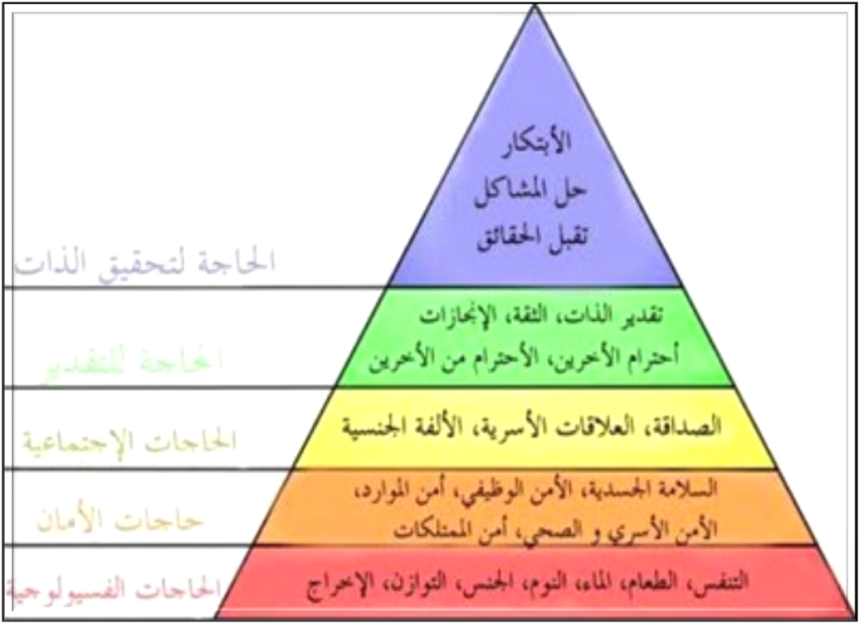 الأبتكار
حل المشاكل
تقبل الحقائق
الحاجة لتحقيق الذات
تقدير الذات، الثقة، الإنجازات
أحترام الأخرين، الأحترام من الأخرين
الحاجة للتقدير
الصداقة، العلاقات الأسرية، الألفة الجنسية
الحاجات الإجتماعية
السلامة الجسدية، الأمن الوظيفي، أمن الموارد،
الأمن الأسري و الصحي، أمن الممتلكات
حاجات الأمان
التنفس، الطعام، الماء، النوم، الجنس، التوازن، الإخراج
الحاجات الفسيولوجية